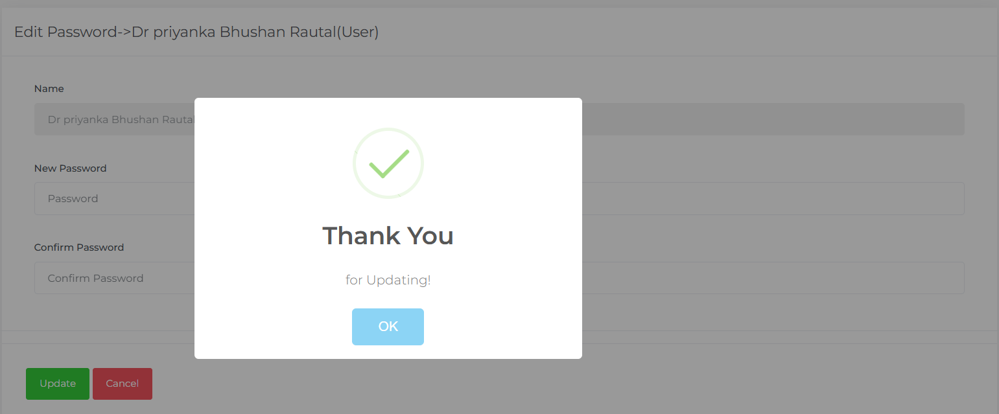 Edit Password->Dr priyanka Bhushan Rautal(User)
Name
Dr priyanka Bhushan Rautal
New Password
Password
Confirm Password
Confirm Password
Thank You
for Updating!
OK
Update
Cancel